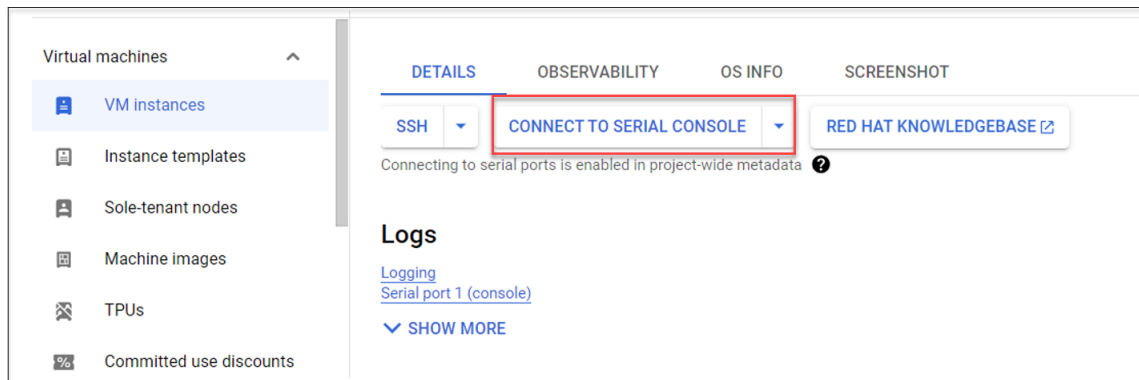 Virtual machines
VM instances
Instance templates
Sole-tenant nodes
Machine images
TPUs
% Committed use discounts
DETAILS OBSERVABILITY OS INFO SCREENSHOT
SSH CONNECT TO SERIAL CONSOLE RED HAT KNOWLEDGEBASE
Connecting to serial ports is enabled in project-wide metadata ?
Logs
Logging
Serial port 1 (console)
SHOW MORE